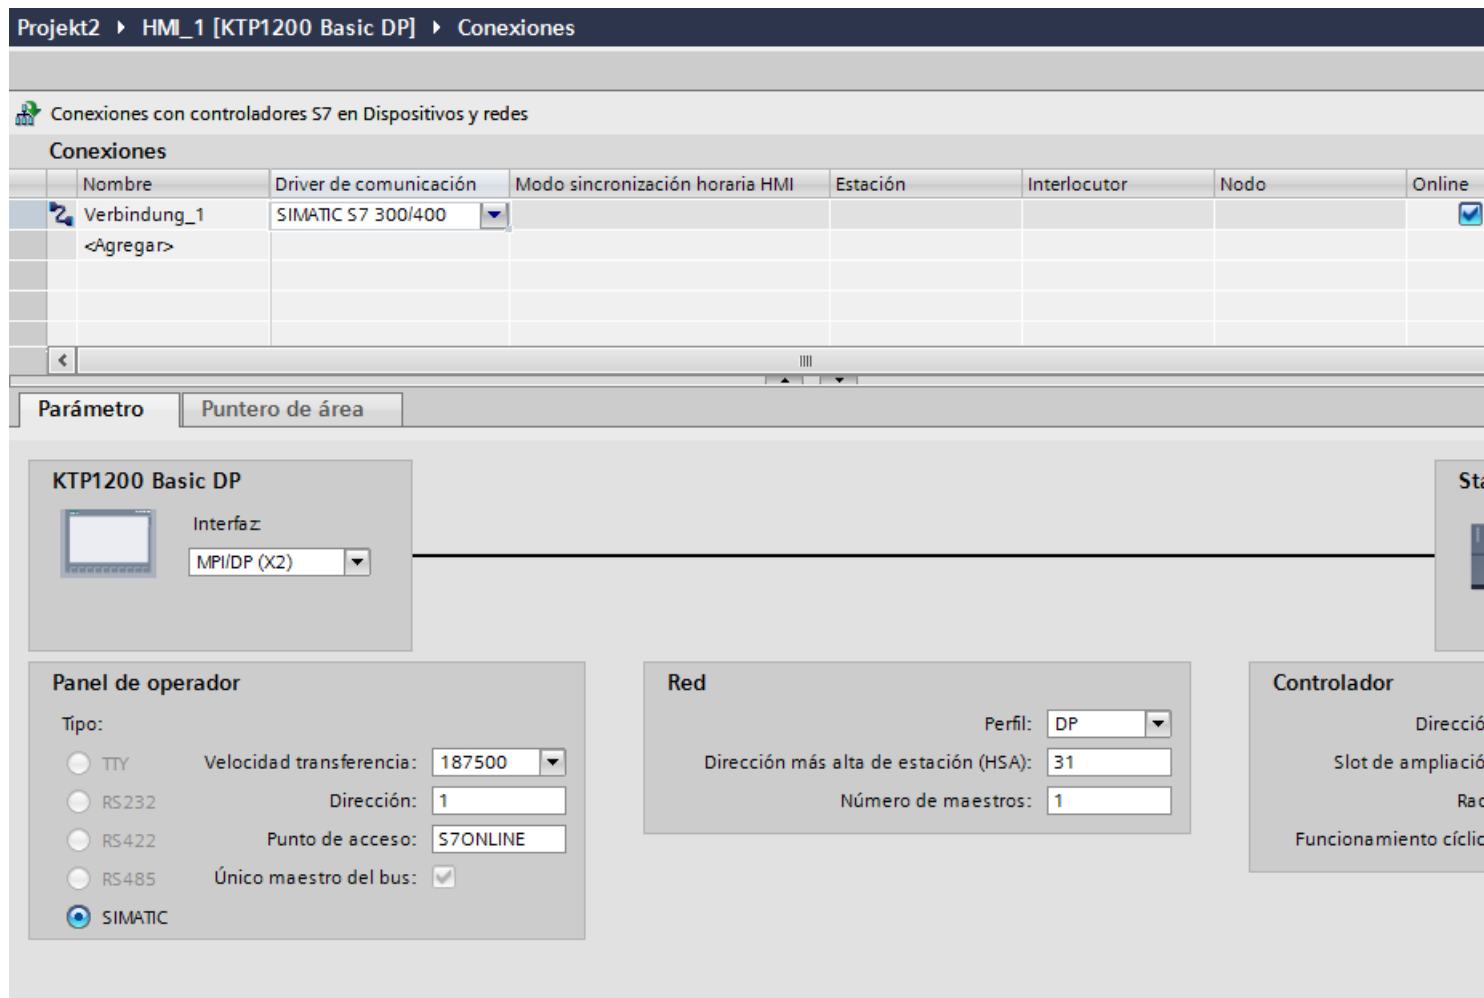 Projekt2 ▸ HMI_1 [KTP1200 Basic DP] ▸ Conexiones
Conexiones con controladores S7 en Dispositivos y redes
Conexiones
Nombre Driver de comunicación Modo sincronización horaria HMI Estación Interlocutor Nodo Online
Verbindung_1 SIMATIC S7 300/400
<Agregar>
Parámetro Puntero de área
KTP1200 Basic DP
Interfaz:
MPI/DP (X2)
Panel de operador
Tipo:
TTY Velocidad transferencia: 187500
RS232 Dirección: 1
RS422 Punto de acceso: S7ONLINE
RS485 Único maestro del bus:
SIMATIC
Red
Perfil: DP
Dirección más alta de estación (HSA): 31
Número de maestros: 1
Controlador
Slot de